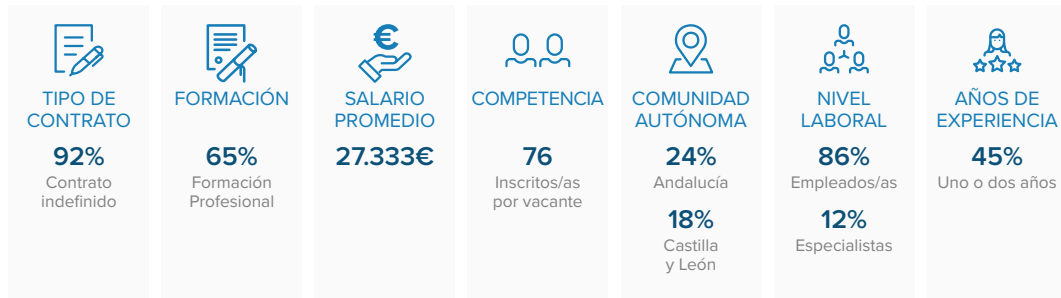 TIPO DE
CONTRATO
92%
Contrato
indefinido
FORMACIÓN
65%
Formación
Profesional
SALARIO
PROMEDIO
27.333€
COMPETENCIA
76
Inscritos/as
por vacante
COMUNIDAD
AUTÓNOMA
24%
Andalucía
18%
Castilla
y León
NIVEL
LABORAL
86%
Empleados/as
12%
Especialistas
AÑOS DE
EXPERIENCIA
45%
Uno o dos años